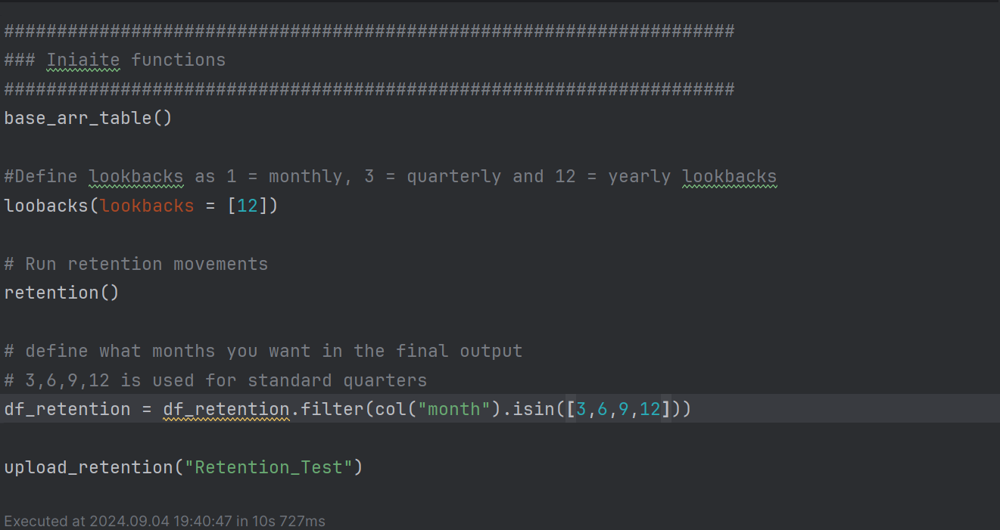 #####################################################################
### Iniaite functions
#####################################################################
base_arr_table()
#Define lookbacks as 1 = monthly, 3 = quarterly and 12 = yearly lookbacks
loobacks(lookbacks = [12])
# Run retention movements
retention()
# define what months you want in the final output
# 3,6,9,12 is used for standard quarters
df_retention = df_retention.filter(col("month").isin([3,6,9,12]))
upload_retention("Retention_Test")
Executed at 2024.09.04 19:40:47 in 10s 727ms